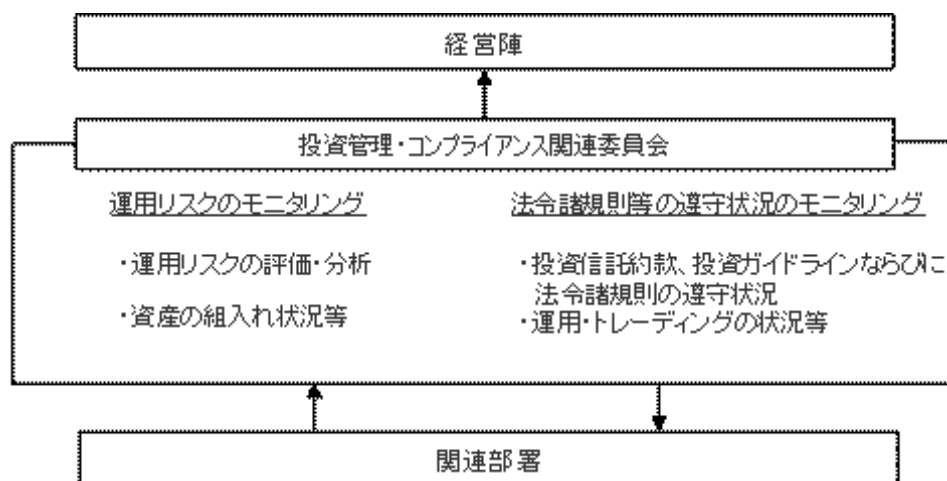 経営陣
投資管理・コンプライアンス関連委員会
運用リスクのモニタリング
・運用リスクの評価・分析
・資産の組入れ状況等
法令諸規則等の遵守状況のモニタリング
・投資信託約款、投資ガイドラインならびに
法令諸規則の遵守状況
・運用・トレーディングの状況等
関連部署